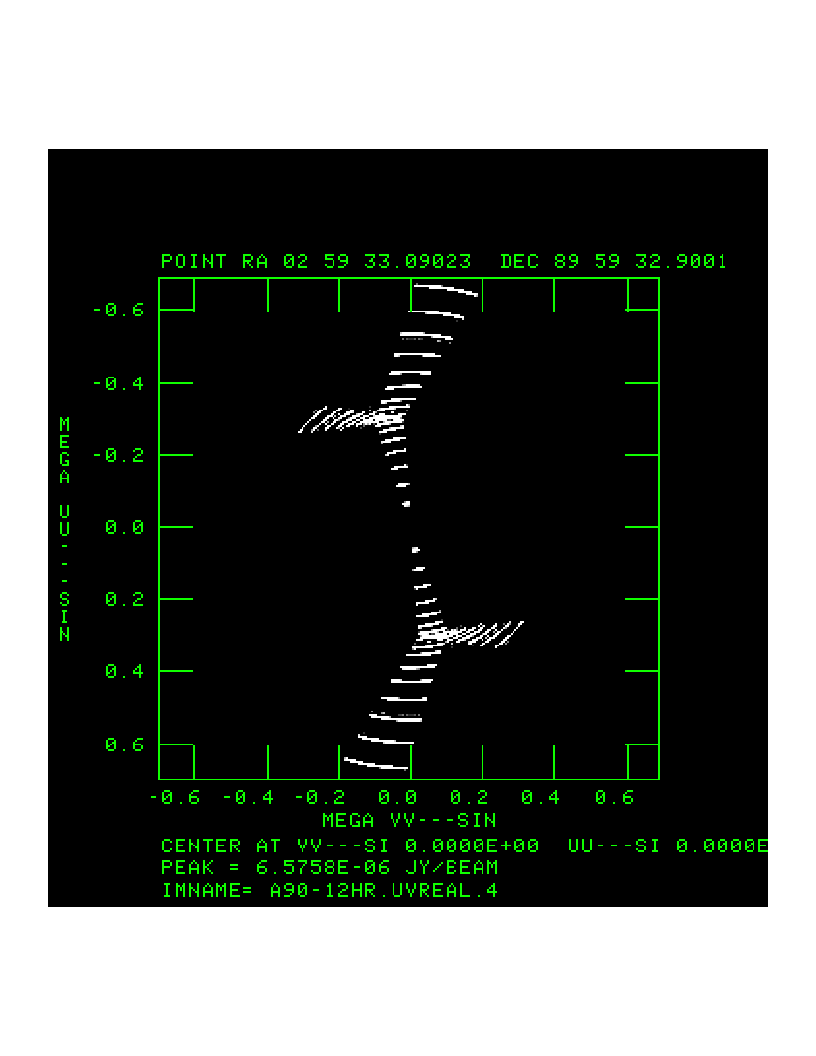 POINT RA 02 59 33.09023  DEC 89 59 32.9001
-0.6
-0.4
-0.2
0.0
0.2
0.4
0.6
MEGA UU---SIN
-0.6 -0.4 -0.2 0.0 0.2 0.4 0.6
MEGA VV---SIN
CENTER AT VV---SI 0.0000E+00  UU---SI 0.0000E
PEAK = 6.5758E-06 JY/BEAM
IMNAME= A90-12HR.UVREAL.4